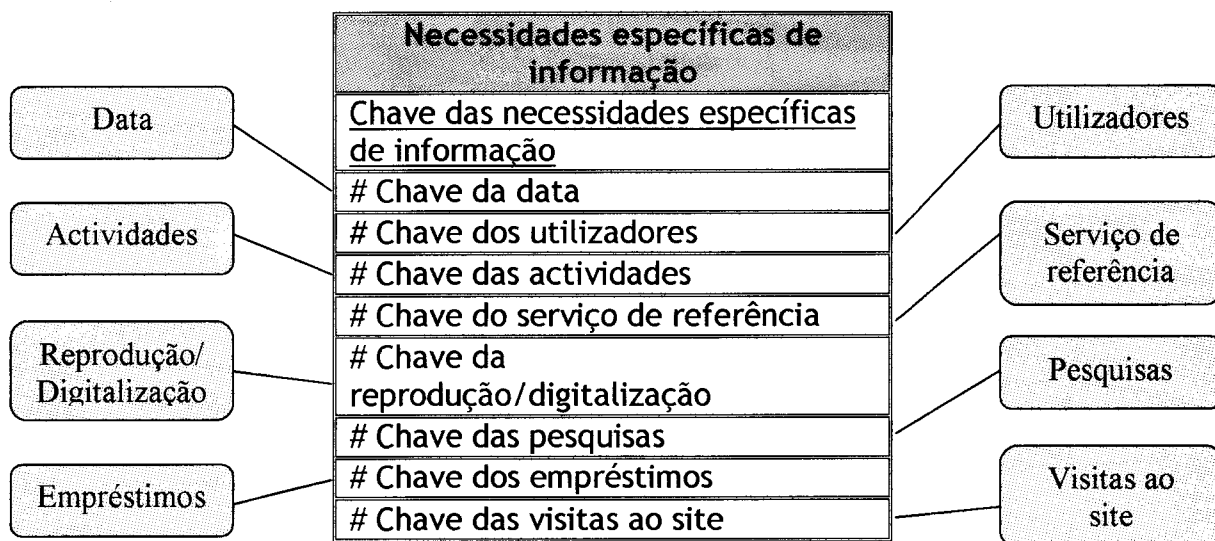 Necessidades específicas de
informação
Chave das necessidades específicas
de informação
# Chave da data
# Chave dos utilizadores
# Chave das actividades
# Chave do serviço de referência
# Chave da
reprodução/digitalização
# Chave das pesquisas
# Chave dos empréstimos
# Chave das visitas ao site
Data
Actividades
Reprodução/
Digitalização
Empréstimos
Utilizadores
Serviço de
referência
Pesquisas
Visitas ao
site